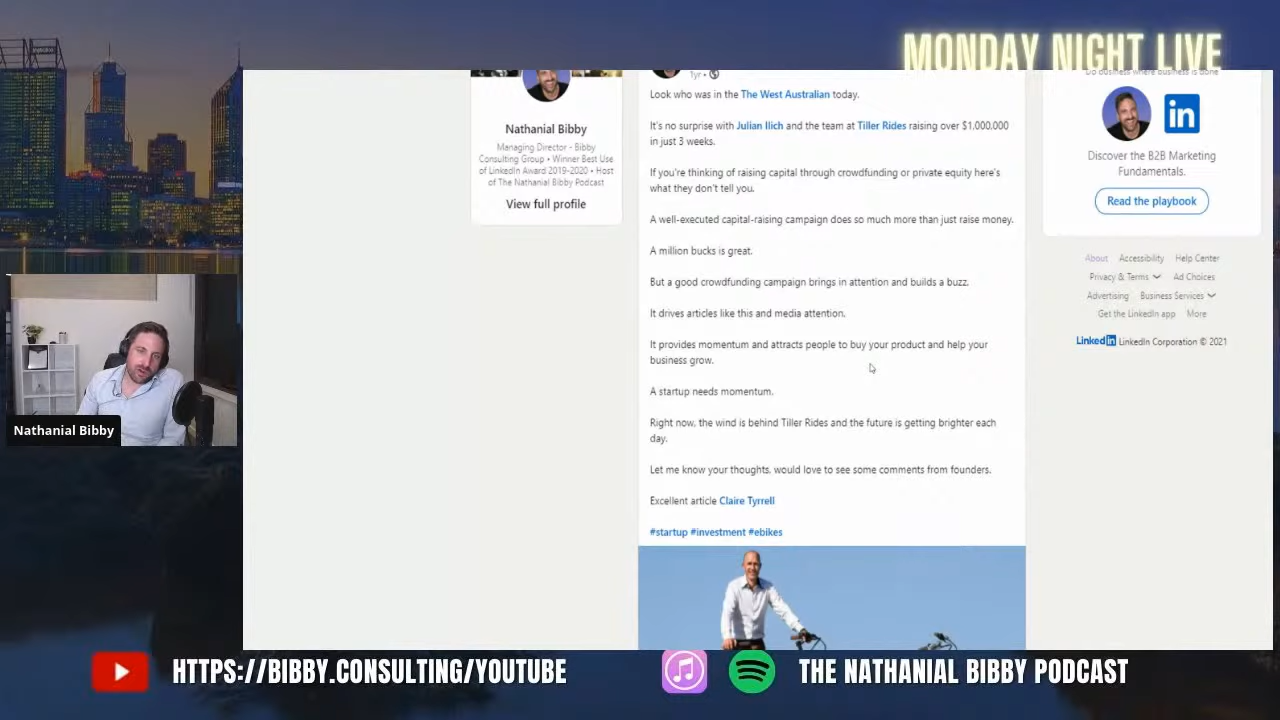 MONDAY NIGHT LIVE
1yr •
Look who was in the The West Australian today.
It's no surprise with Julian Ilich and the team at Tiller Rides raising over $1,000,000
in just 3 weeks.
If you're thinking of raising capital through crowdfunding or private equity here's
what they don't tell you.
A well-executed capital-raising campaign does so much more than just raise money.
A million bucks is great.
But a good crowdfunding campaign brings in attention and builds a buzz.
It drives articles like this and media attention.
It provides momentum and attracts people to buy your product and help your
business grow.
A startup needs momentum.
Right now, the wind is behind Tiller Rides and the future is getting brighter each
day.
Let me know your thoughts, would love to see some comments from founders.
Excellent article Claire Tyrrell
#startup #investment #ebikes
Nathanial Bibby
Managing Director - Bibby
Consulting Group • Winner Best Use
of LinkedIn Award 2019-2020 • Host
of The Nathanial Bibby Podcast
View full profile
Do business where business is done
in
Discover the B2B Marketing
Fundamentals.
Read the playbook
About Accessibility Help Center
Privacy & Terms Ad Choices
Advertising Business Services
Get the LinkedIn app More
LinkedIn LinkedIn Corporation © 2021
Nathanial Bibby
HTTPS://BIBBY.CONSULTING/YOUTUBE
THE NATHANIAL BIBBY PODCAST